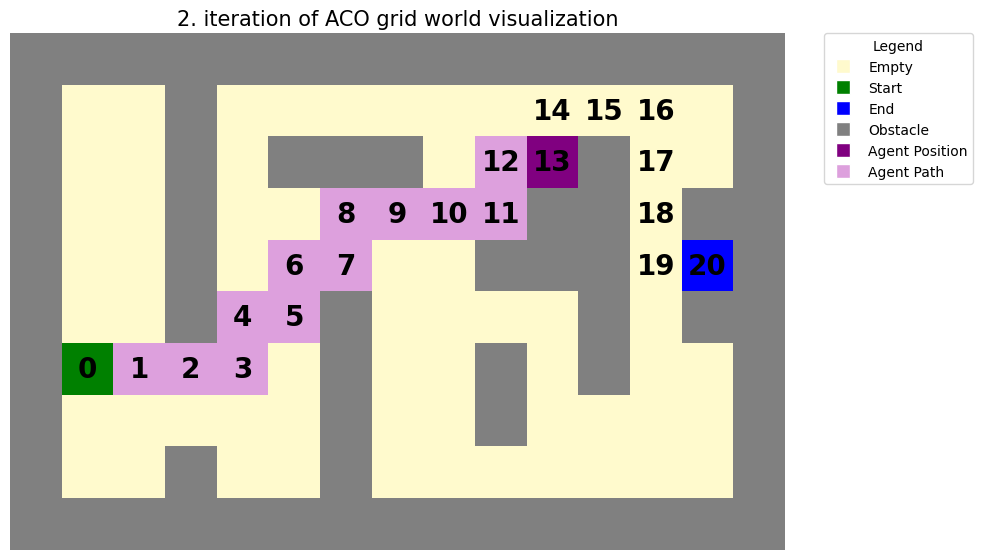 2. iteration of ACO grid world visualization
14 15 16
12 13 17
8 9 10 11 18
6 7 19 20
4 5
0 1 2 3
Legend
Empty
Start
End
Obstacle
Agent Position
Agent Path